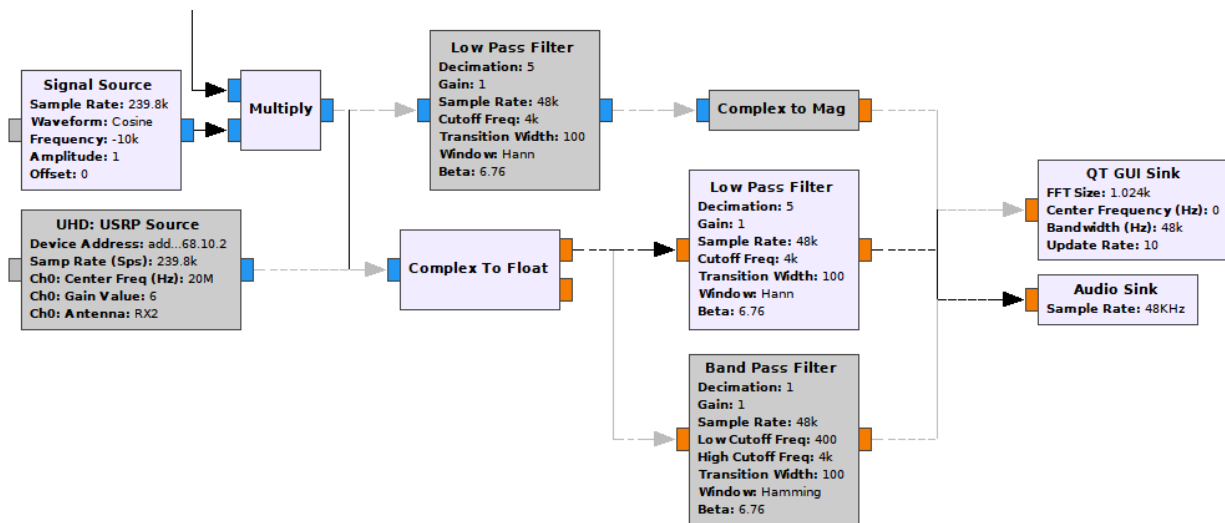 Signal Source
Sample Rate: 239.8k
Waveform: Cosine
Frequency: -10k
Amplitude: 1
Offset: 0
Multiply
Low Pass Filter
Decimation: 5
Gain: 1
Sample Rate: 48k
Cutoff Freq: 4k
Transition Width: 100
Window: Hann
Beta: 6.76
Complex to Mag
UHD: USRP Source
Device Address: add...68.10.2
Samp Rate (Sps): 239.8k
Ch0: Center Freq (Hz): 20M
Ch0: Gain Value: 6
Ch0: Antenna: RX2
Complex To Float
Low Pass Filter
Decimation: 5
Gain: 1
Sample Rate: 48k
Cutoff Freq: 4k
Transition Width: 100
Window: Hann
Beta: 6.76
QT GUI Sink
FFT Size: 1.024k
Center Frequency (Hz): 0
Bandwidth (Hz): 48k
Update Rate: 10
Audio Sink
Sample Rate: 48KHz
Band Pass Filter
Decimation: 1
Gain: 1
Sample Rate: 48k
Low Cutoff Freq: 400
High Cutoff Freq: 4k
Transition Width: 100
Window: Hamming
Beta: 6.76